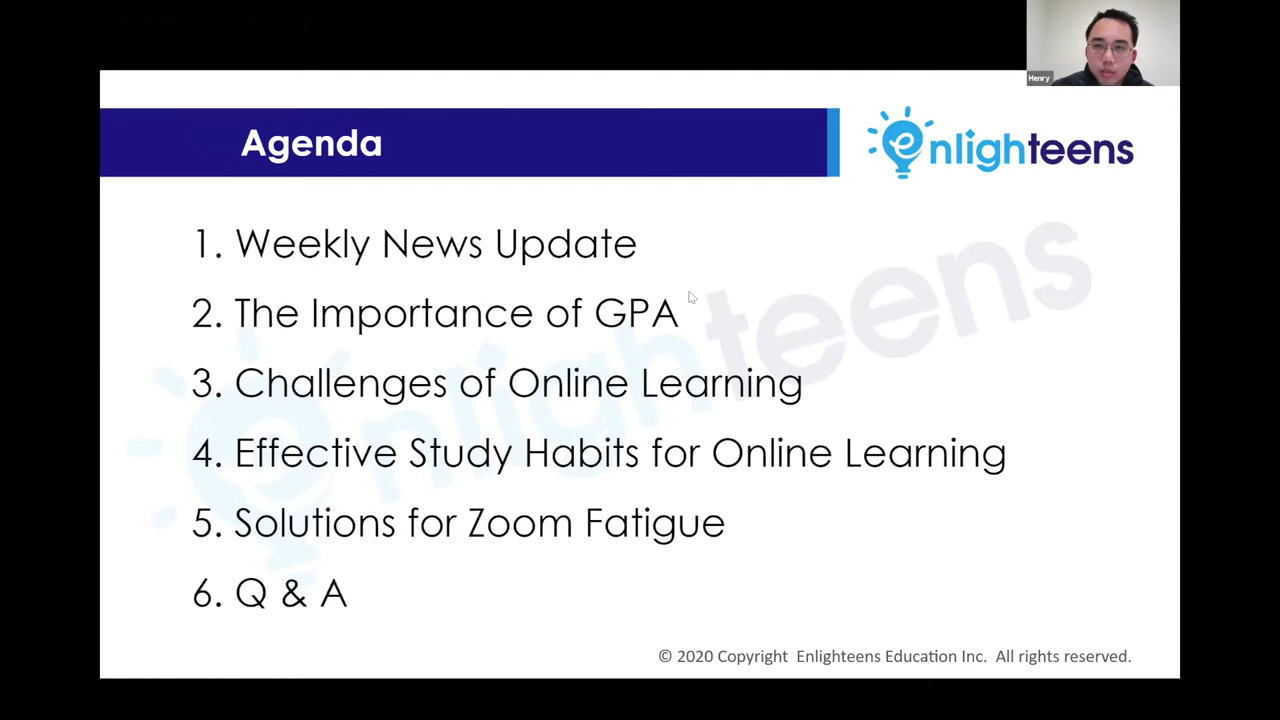 Henry
Agenda
enlighteens
1. Weekly News Update
2. The Importance of GPA
3. Challenges of Online Learning
4. Effective Study Habits for Online Learning
5. Solutions for Zoom Fatigue
6. Q & A
enlighteens
© 2020 Copyright Enlighteens Education Inc. All rights reserved.